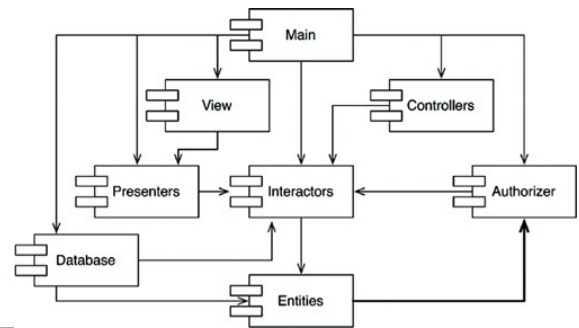 Main
View
Controllers
Presenters
Interactors
Authorizer
Database
Entities